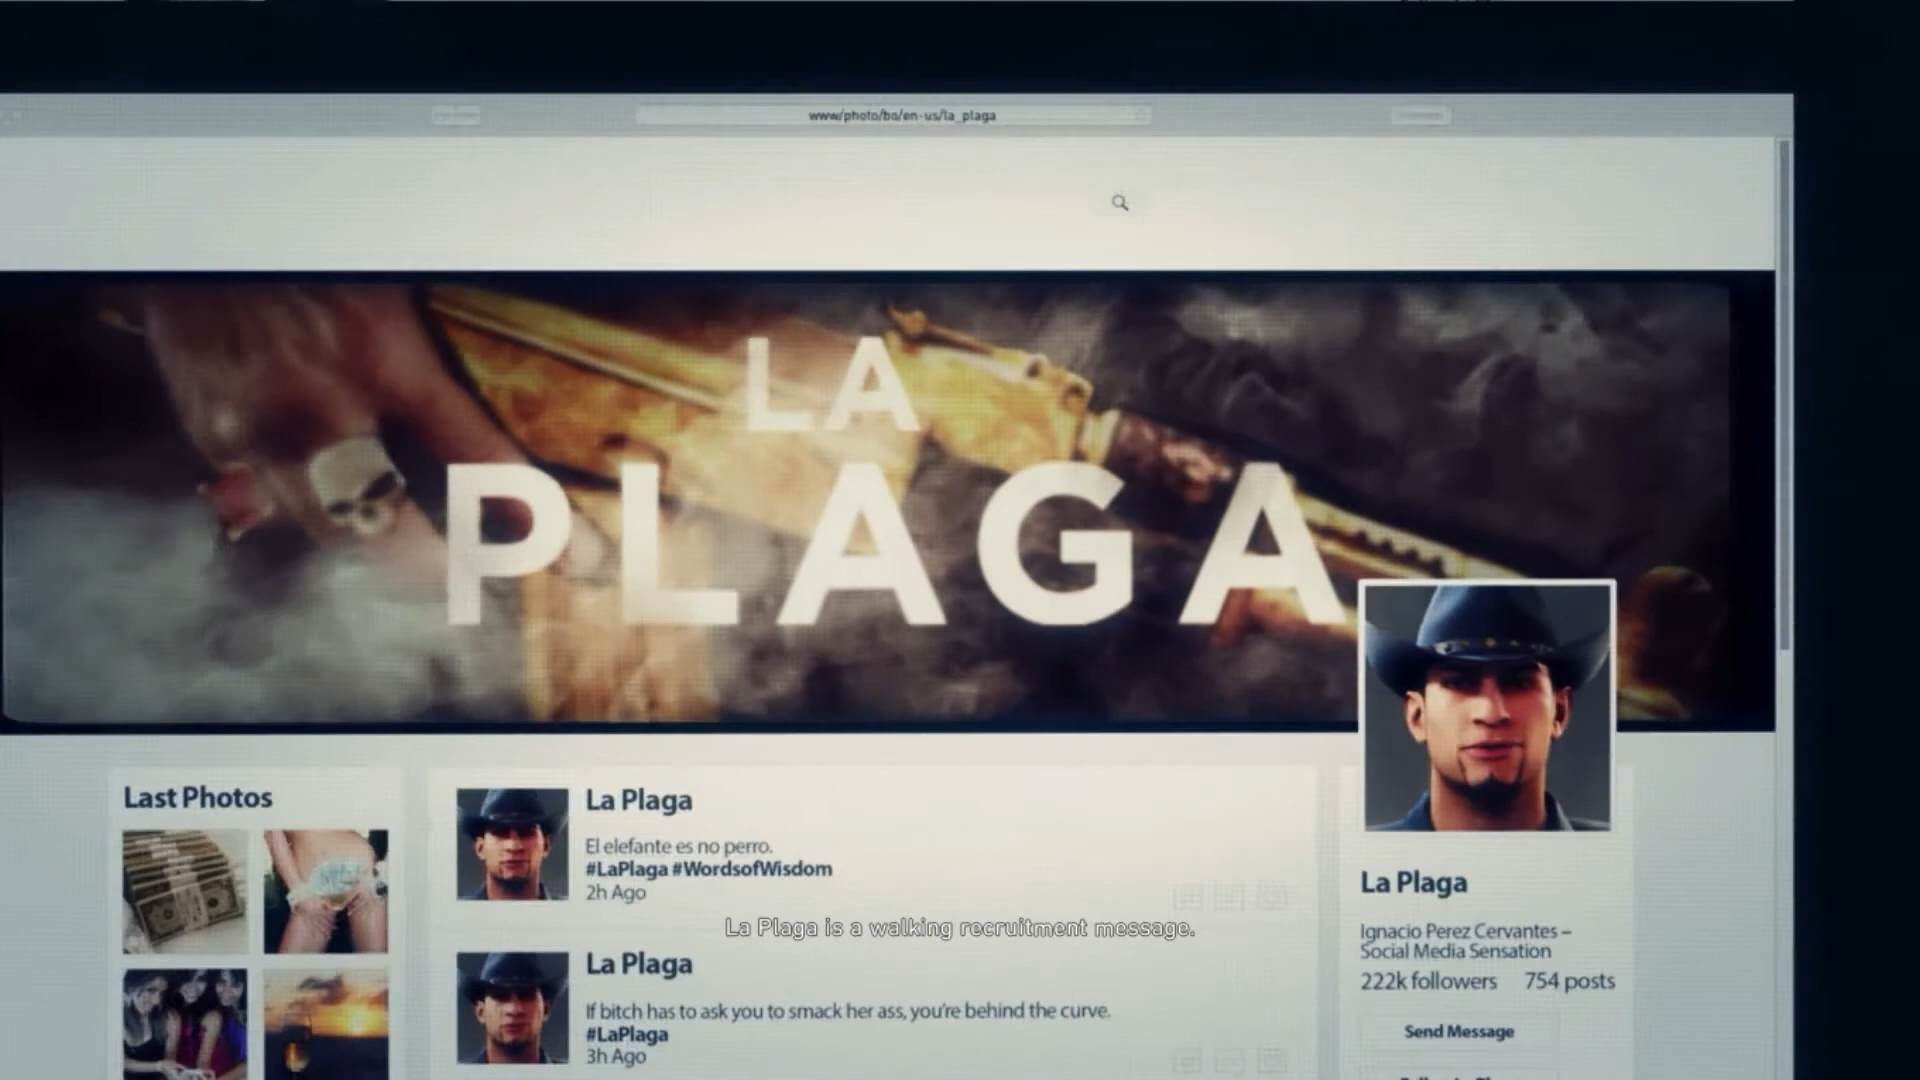 www/photo/bo/en-us/la_plaga
LA
PLAGA
Last Photos
La Plaga
El elefante es no perro.
#LaPlaga #WordsofWisdom
2h Ago
La Plaga is a walking recruitment message.
La Plaga
If bitch has to ask you to smack her ass, you're behind the curve.
#LaPlaga
3h Ago
La Plaga
Ignacio Perez Cervantes –
Social Media Sensation
222k followers 754 posts
Send Message